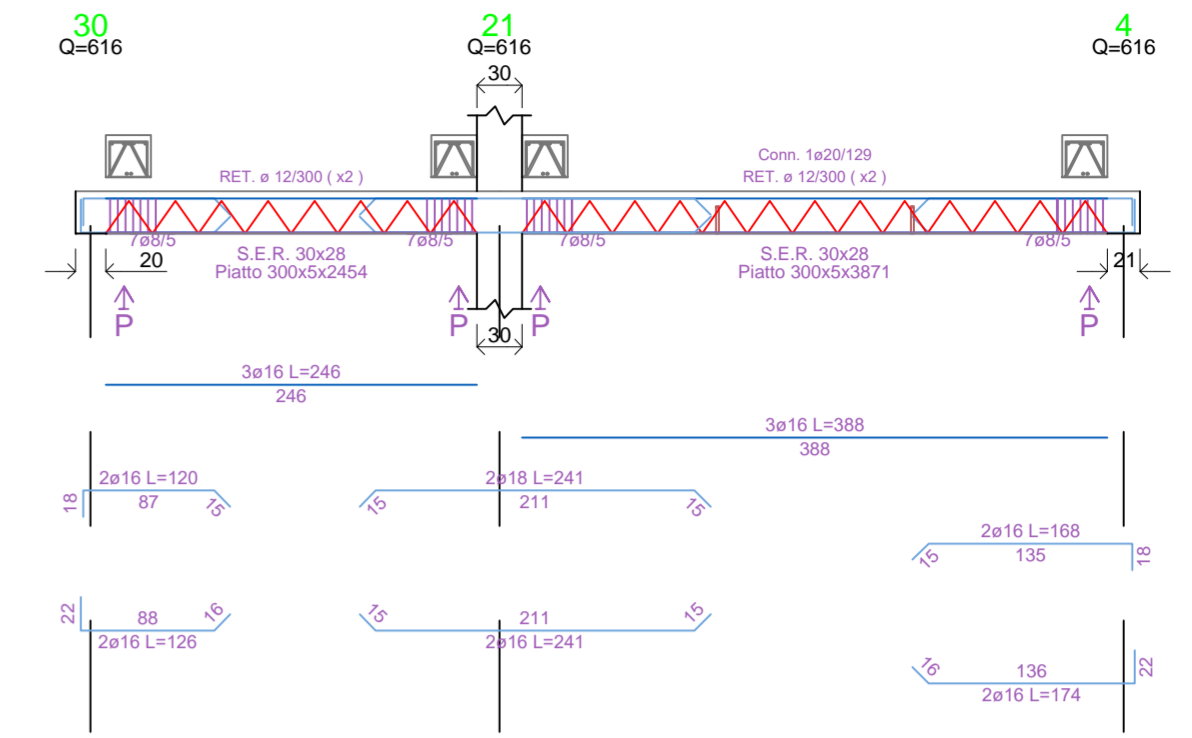 30
21
4
Q=616
Q=616
Q=616
30
Conn. 1ø20/129
RET. ø 12/300 ( x2 )
RET. ø 12/300 ( x2 )
7ø8/5
7ø8/5
7ø8/5
7ø8/5
20
S.E.R. 30x28
S.E.R. 30x28
21
Piatto 300x5x2454
Piatto 300x5x3871
P
P
P
P
30
3ø16 L=246
246
3ø16 L=388
388
2ø16 L=120
2ø18 L=241
18
87
15
15
211
15
2ø16 L=168
15
135
18
22
88
16
15
211
15
2ø16 L=126
2ø16 L=241
16
136
22
2ø16 L=174